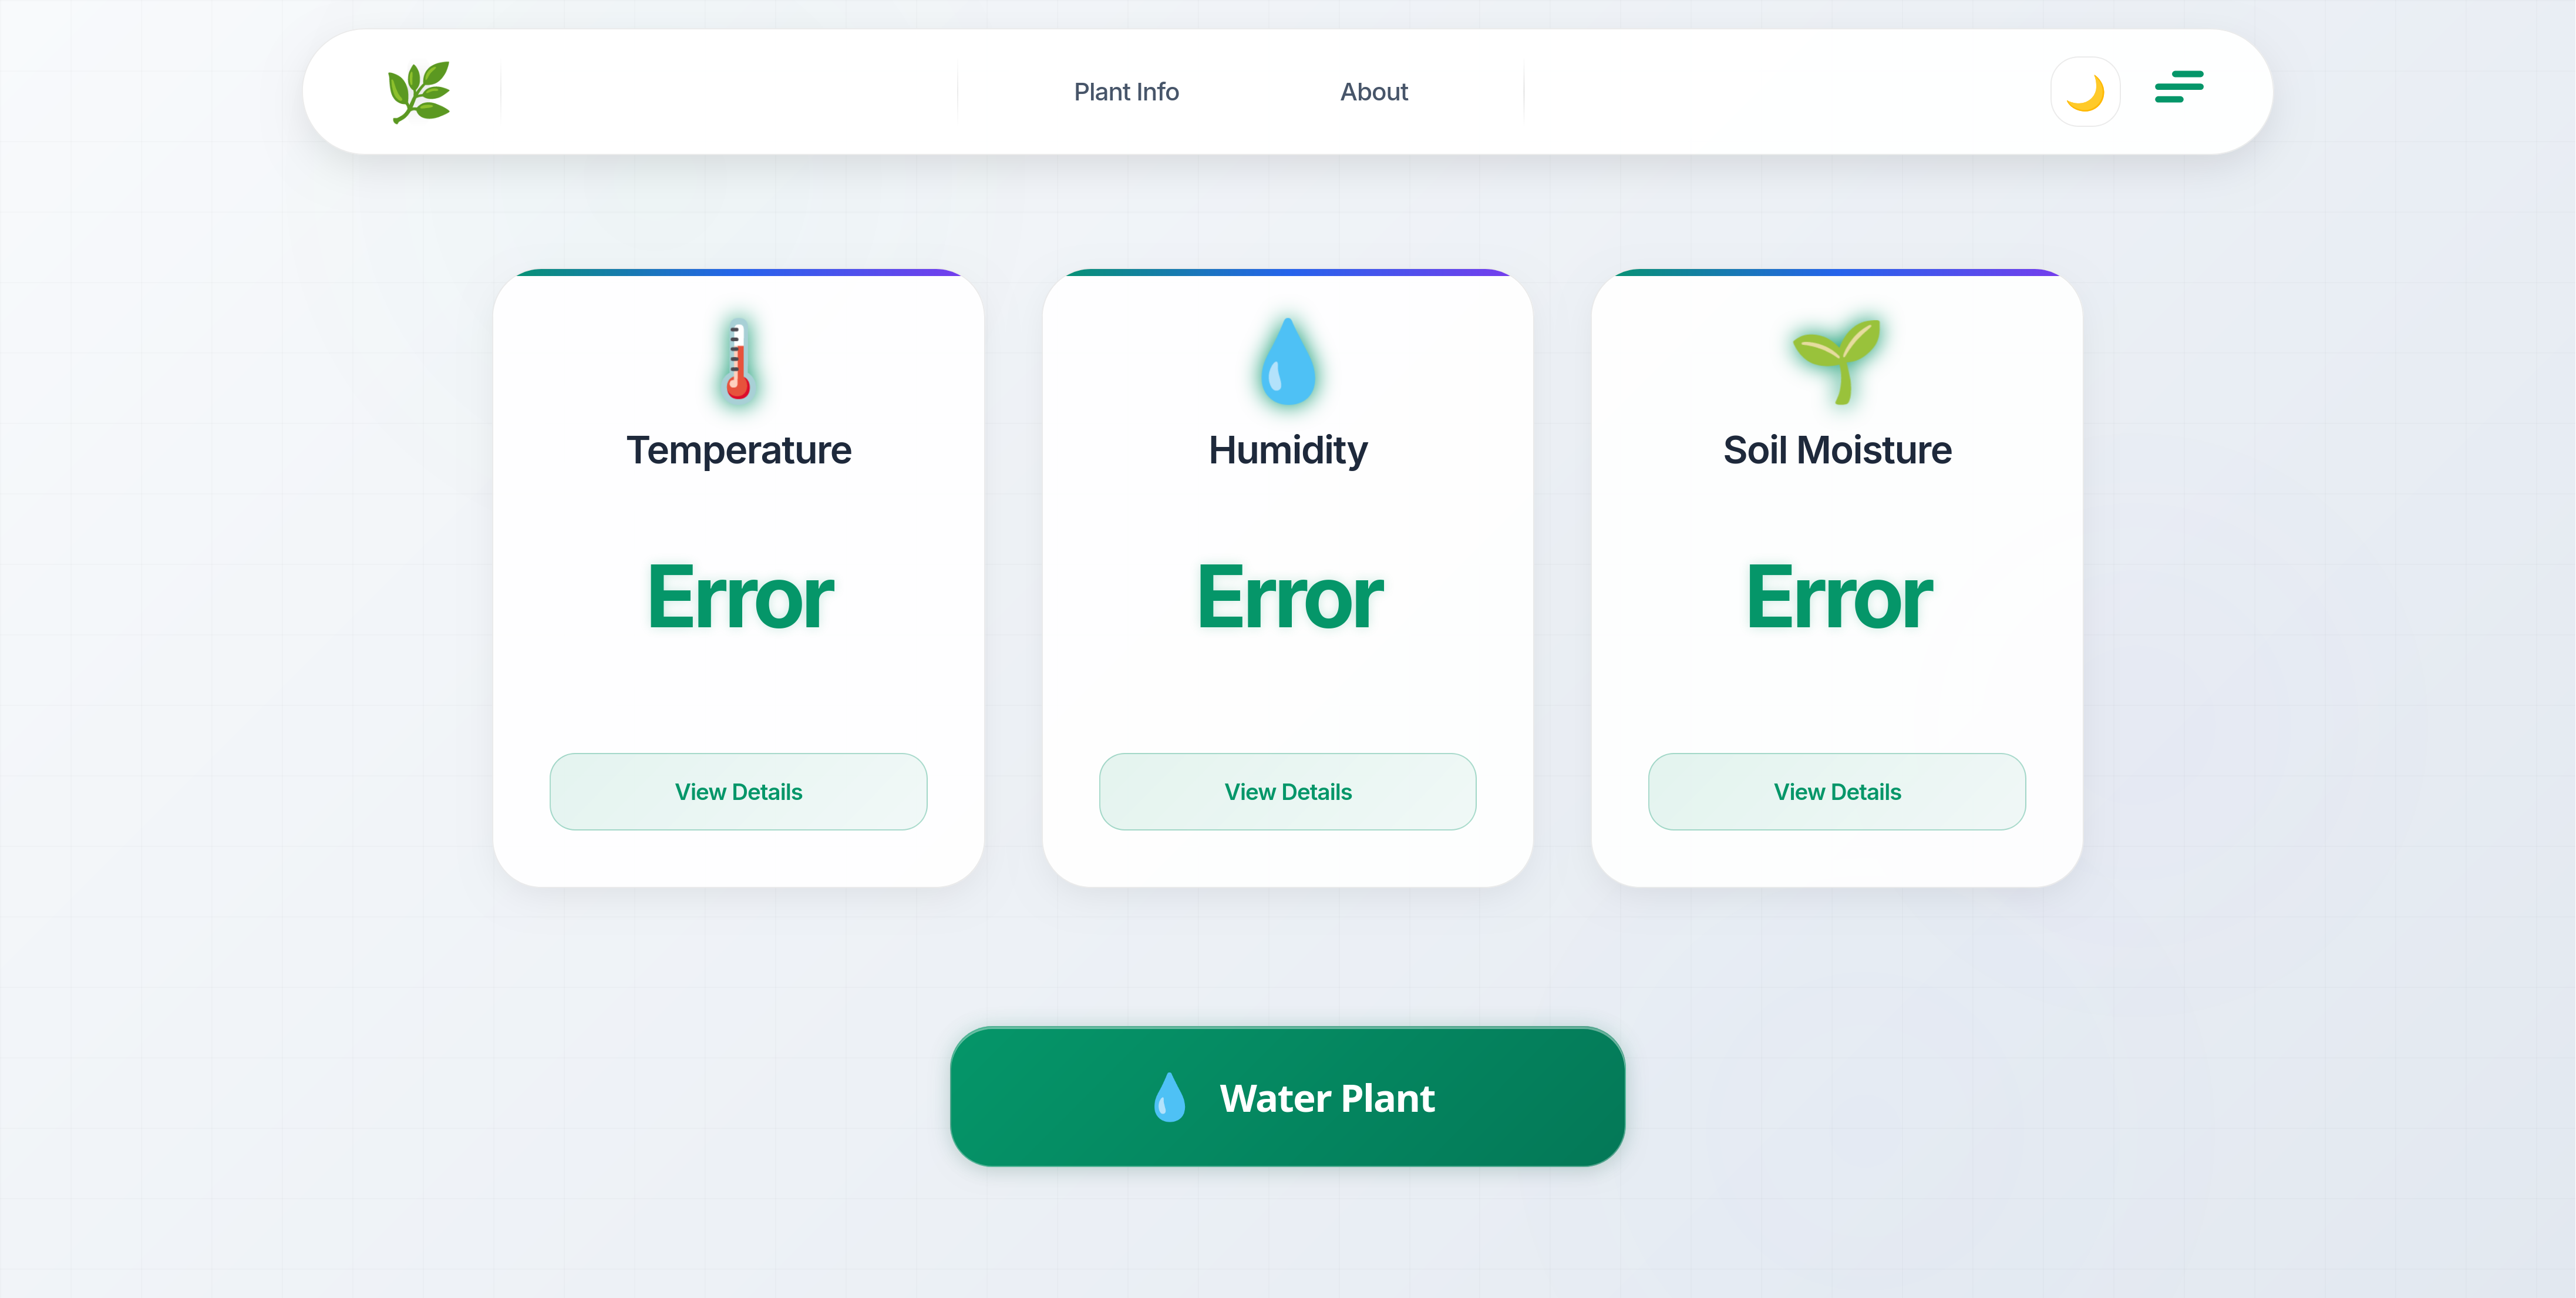 Plant Info
About
Temperature
Humidity
Soil Moisture
Error
Error
Error
View Details
View Details
View Details
Water Plant